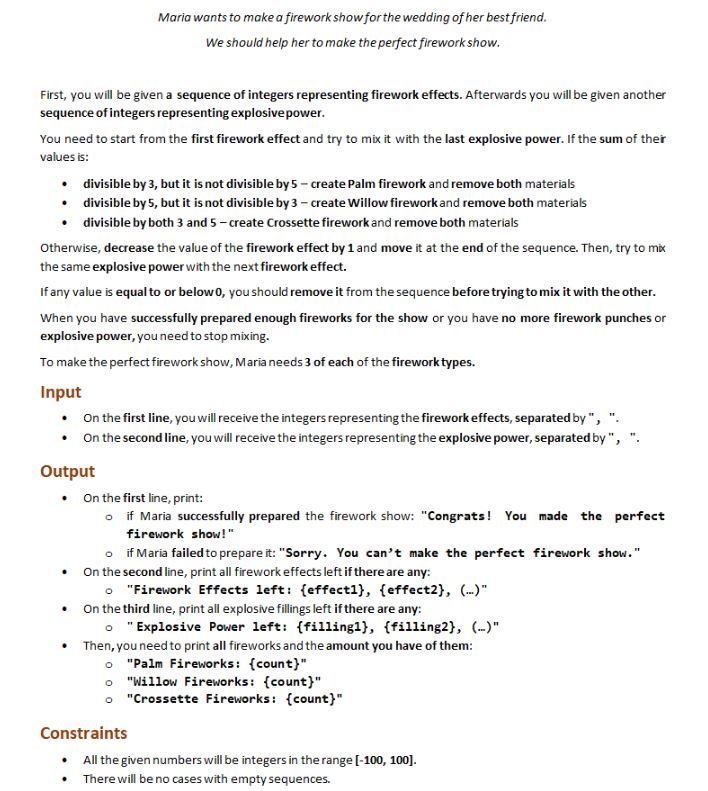 Maria wants to make a firework show for the wedding of her best friend.
We should help her to make the perfect firework show.
First, you will be given a sequence of integers representing firework effects. Afterwards you will be given another
sequence of integers representing explosive power.
You need to start from the first firework effect and try to mix it with the last explosive power. If the sum of their
values is:
• divisible by 3, but it is not divisible by 5 – create Palm firework and remove both materials
• divisible by 5, but it is not divisible by 3 – create Willow firework and remove both materials
• divisible by both 3 and 5 – create Crossette firework and remove both materials
Otherwise, decrease the value of the firework effect by 1 and move it at the end of the sequence. Then, try to mix
the same explosive power with the next firework effect.
If any value is equal to or below 0, you should remove it from the sequence before trying to mix it with the other.
When you have successfully prepared enough fireworks for the show or you have no more firework punches or
explosive power, you need to stop mixing.
To make the perfect firework show, Maria needs 3 of each of the firework types.
Input
• On the first line, you will receive the integers representing the firework effects, separated by ", ".
• On the second line, you will receive the integers representing the explosive power, separated by ", ".
Output
• On the first line, print:
o if Maria successfully prepared the firework show: "Congrats! You made the perfect
firework show!"
o if Maria failed to prepare it: "Sorry. You can’t make the perfect firework show."
• On the second line, print all firework effects left if there are any:
o "Firework Effects left: {effect1}, {effect2}, (…)"
• On the third line, print all explosive fillings left if there are any:
o " Explosive Power left: {filling1}, {filling2}, (…)"
• Then, you need to print all fireworks and the amount you have of them:
o "Palm Fireworks: {count}"
o "Willow Fireworks: {count}"
o "Crossette Fireworks: {count}"
Constraints
• All the given numbers will be integers in the range [-100, 100].
• There will be no cases with empty sequences.